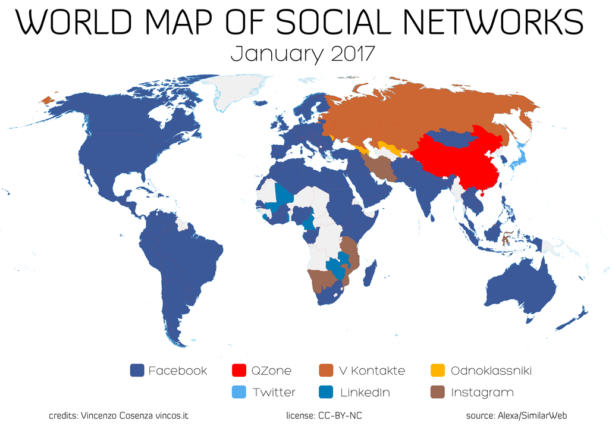 WORLD MAP OF SOCIAL NETWORKS
January 2017
Facebook QZone V Kontakte Odnoklassniki
Twitter LinkedIn Instagram
credits: Vincenzo Cosenza vincos.it license: CC-BY-NC source: Alexa/SimilarWeb